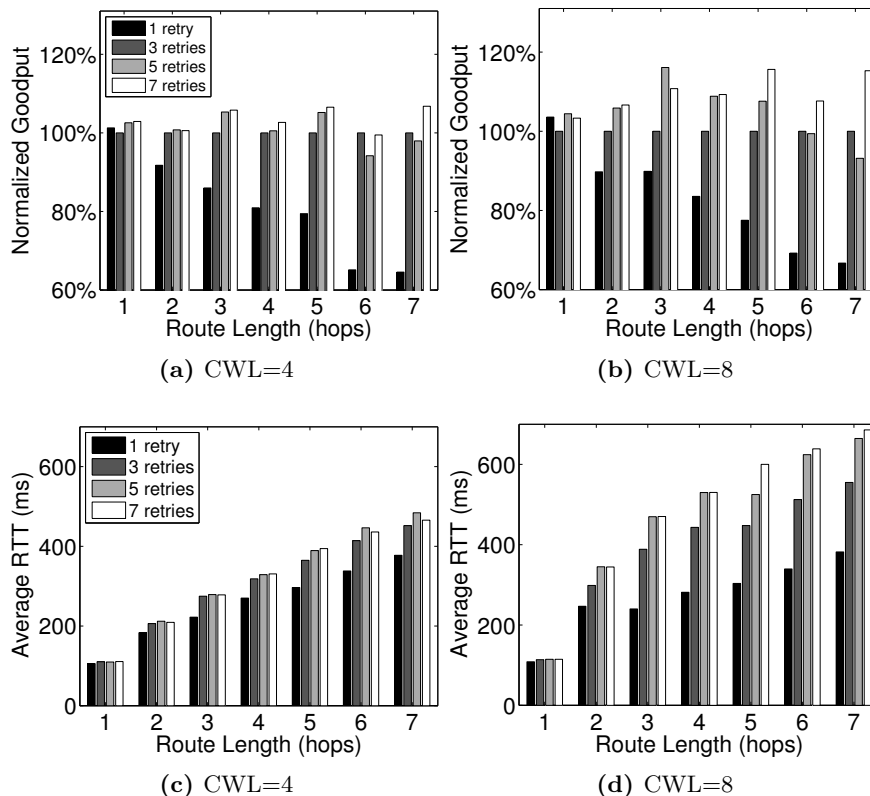 Normalized Goodput
120%
100%
80%
60%
1 retry
3 retries
5 retries
7 retries
1 2 3 4 5 6 7
Route Length (hops)
(a) CWL=4
Normalized Goodput
120%
100%
80%
60%
1 2 3 4 5 6 7
Route Length (hops)
(b) CWL=8
Average RTT (ms)
600
400
200
0
1 retry
3 retries
5 retries
7 retries
1 2 3 4 5 6 7
Route Length (hops)
(c) CWL=4
Average RTT (ms)
600
400
200
0
1 2 3 4 5 6 7
Route Length (hops)
(d) CWL=8